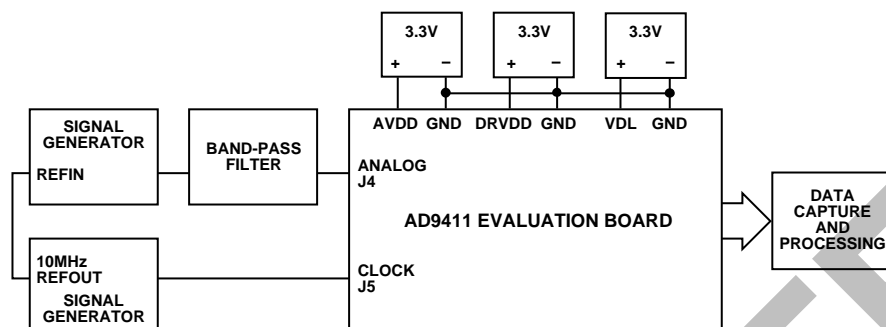 3.3V
+ −
3.3V
+ −
3.3V
+ −
AVDD GND DRVDD GND VDL GND
SIGNAL
GENERATOR
REFIN
BAND-PASS
FILTER
ANALOG
J4
AD9411 EVALUATION BOARD
DATA
CAPTURE
AND
PROCESSING
10MHz
REFOUT
SIGNAL
GENERATOR
CLOCK
J5